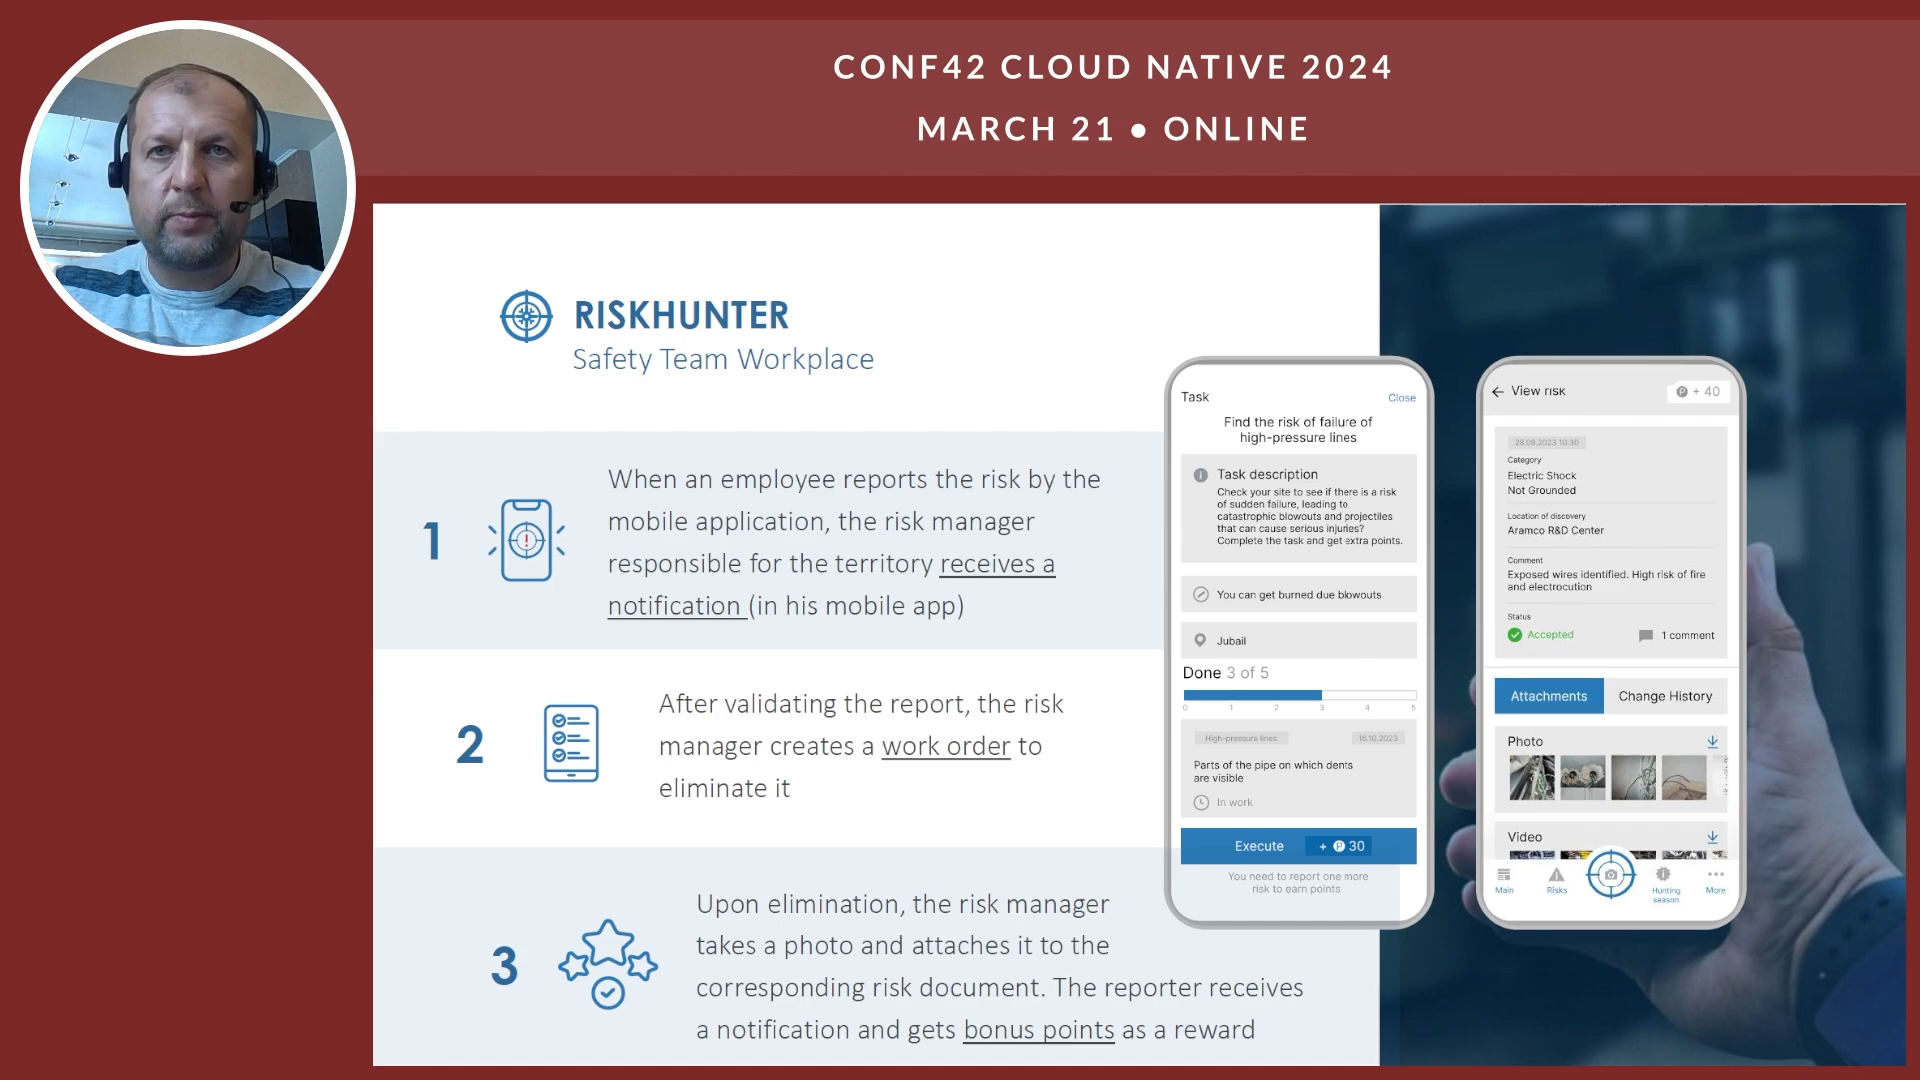 CONF42 CLOUD NATIVE 2024
MARCH 21 • ONLINE
RISKHUNTER
Safety Team Workplace
1
When an employee reports the risk by the
mobile application, the risk manager
responsible for the territory receives a
notification (in his mobile app)
2
After validating the report, the risk
manager creates a work order to
eliminate it
3
Upon elimination, the risk manager
takes a photo and attaches it to the
corresponding risk document. The reporter receives
a notification and gets bonus points as a reward
Task
Close
Find the risk of failure of
high-pressure lines
Task description
Check your site to see if there is a risk
of sudden failure, leading to
catastrophic blowouts and projectiles
that can cause serious injuries?
Complete the task and get extra points.
You can get burned due blowouts
Jubail
Done 3 of 5
0 1 2 3 4 5
High-pressure lines
16.10.2023
Parts of the pipe on which dents
are visible
In work
Execute + P 30
You need to report one more
risk to earn points
View risk
P + 40
28.09.2023 10:30
Category
Electric Shock
Not Grounded
Location of discovery
Aramco R&D Center
Comment
Exposed wires identified. High risk of fire
and electrocution
Status
Accepted
1 comment
Attachments
Change History
Photo
Video
Main
Risks
Hunting
season
More